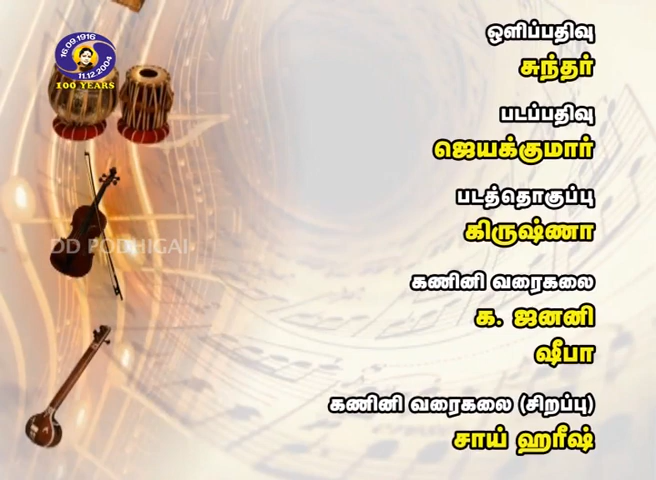 16.09.1916
11.12.2004
100 YEARS
DD PODHIGAI
ஒளிப்பதிவு
சுந்தர்
படப்பதிவு
ஜெயக்குமார்
படத்தொகுப்பு
கிருஷ்ணா
கணினி வரைகலை
க. ஜனனி
ஷீபா
கணினி வரைகலை (சிறப்பு)
சாய் ஹரீஷ்